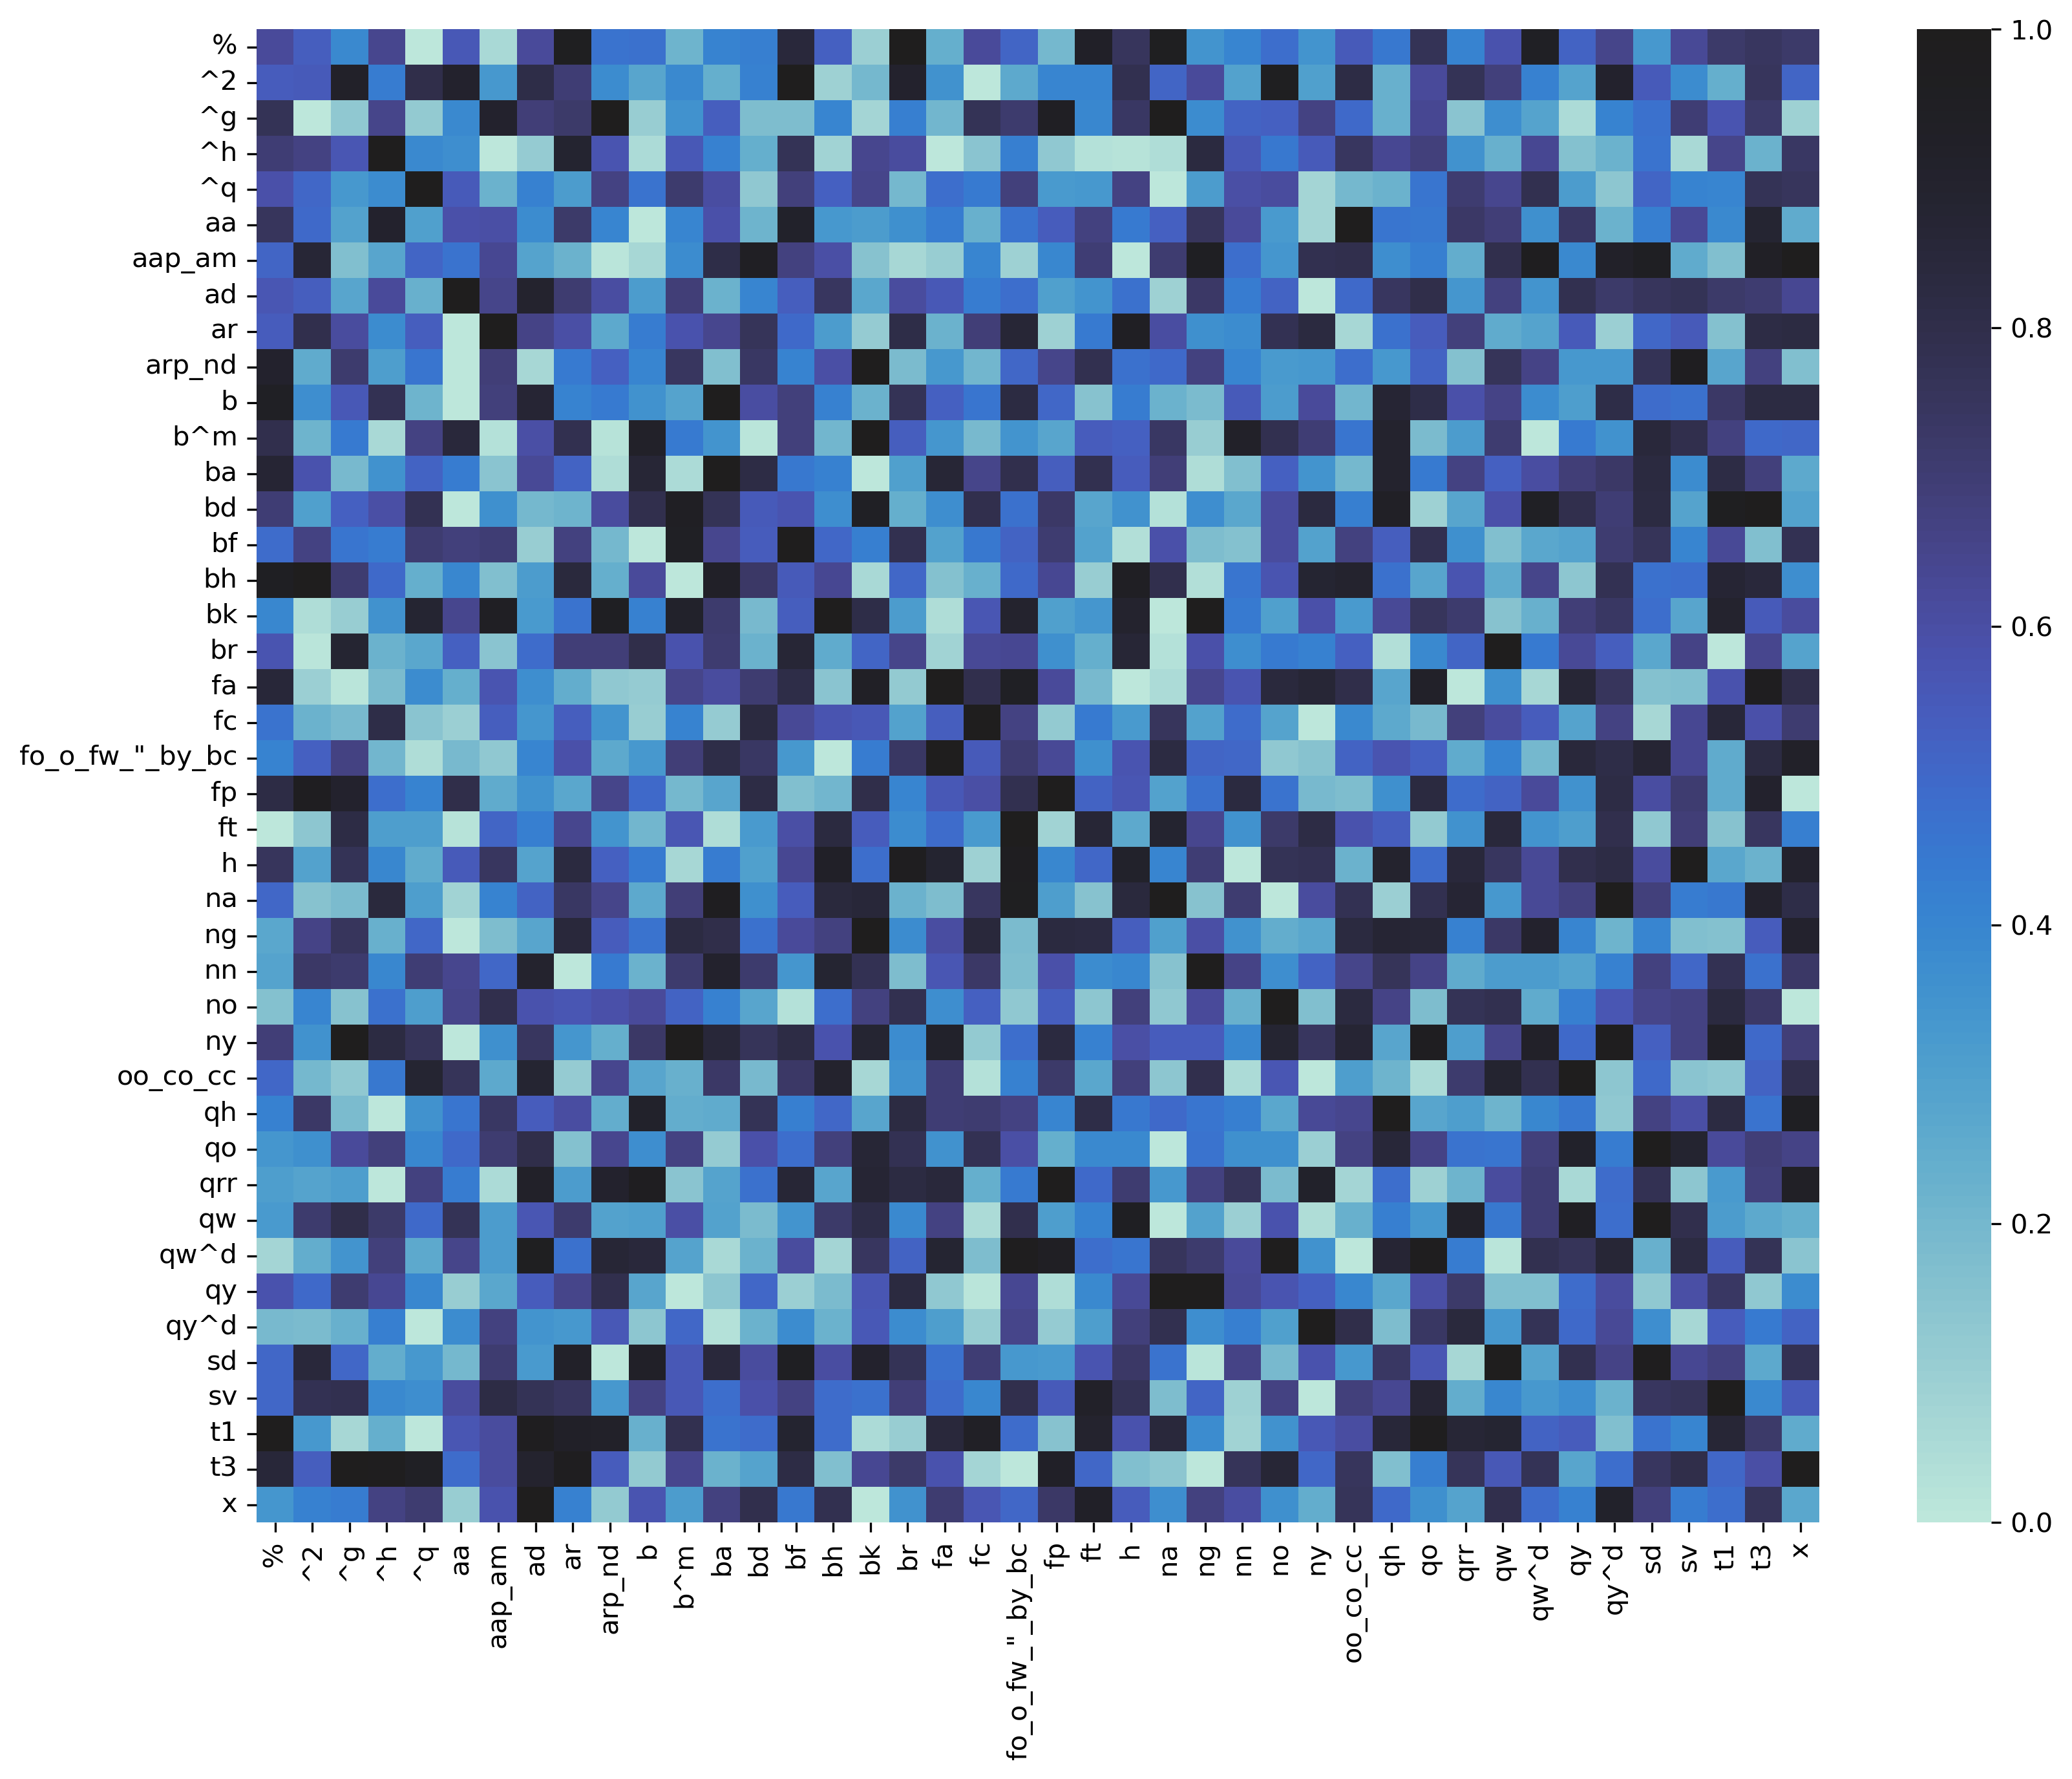 %
^2
^g
^h
^q
aa
aap_am
ad
ar
arp_nd
b
b^m
ba
bd
bf
bh
bk
br
fa
fc
fo_o_fw_"_by_bc
fp
ft
h
na
ng
nn
no
ny
oo_co_cc
qh
qo
qrr
qw
qw^d
qy
qy^d
sd
sv
t1
t3
x
%
^2
^g
^h
^q
aa
aap_am
ad
ar
arp_nd
b
b^m
ba
bd
bf
bh
bk
br
fa
fc
fo_o_fw_"_by_bc
fp
ft
h
na
ng
nn
no
ny
oo_co_cc
qh
qo
qrr
qw
qw^d
qy
qy^d
sd
sv
t1
t3
x
1.0
0.8
0.6
0.4
0.2
0.0